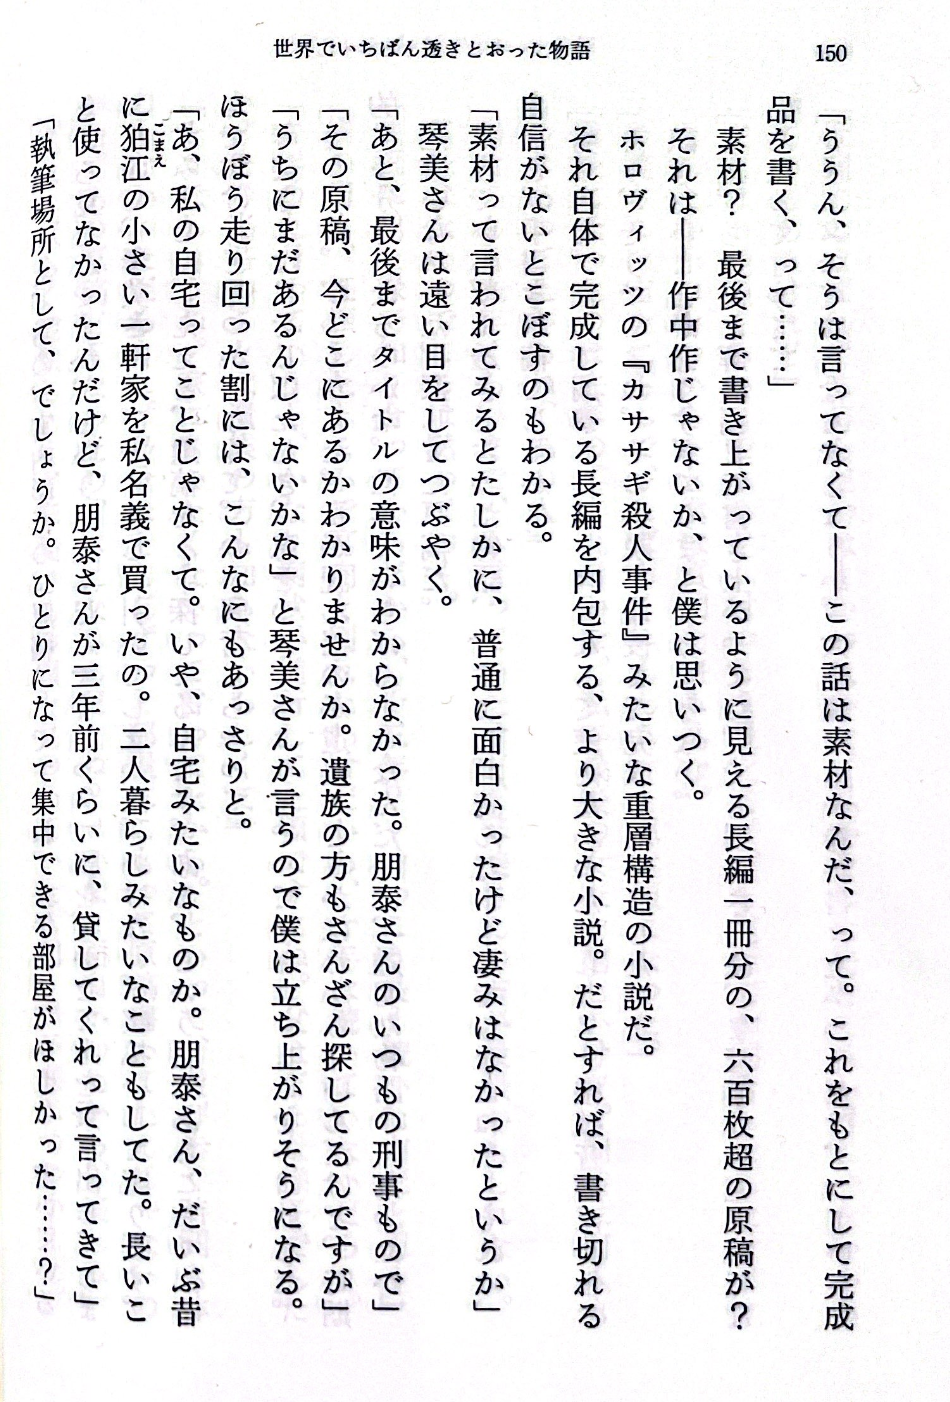 150
世界でいちばん透きとおった物語
「ううん、そうは言ってなくて――この話は素材なんだ、って。これをもとにして完成
品を書く、って……」
素材？　最後まで書き上がっているように見える長編一冊分の、六百枚超の原稿が？
それは――作中作じゃないか、と僕は思いつく。
ホロヴィッツの『カササギ殺人事件』みたいな重層構造の小説だ。
それ自体で完成している長編を内包する、より大きな小説。だとすれば、書き切れる
自信がないとこぼすのもわかる。
「素材って言われてみるとたしかに、普通に面白かったけど凄みはなかったというか」
琴美さんは遠い目をしてつぶやく。
「あと、最後までタイトルの意味がわからなかった。朋泰さんのいつもの刑事もので」
「その原稿、今どこにあるかわかりませんか。遺族の方もさんざん探してるんですが」
「うちにまだあるんじゃないかな」と琴美さんが言うので僕は立ち上がりそうになる。
ほうぼう走り回った割には、こんなにもあっさりと。
「あ、私の自宅ってことじゃなくて。いや、自宅みたいなものか。朋泰さん、だいぶ昔
に狛江の小さい一軒家を私名義で買ったの。二人暮らしみたいなこともしてた。長いこ
こまえ
と使ってなかったんだけど、朋泰さんが三年前くらいに、貸してくれって言ってきて」
「執筆場所として、でしょうか。ひとりになって集中できる部屋がほしかった……？」